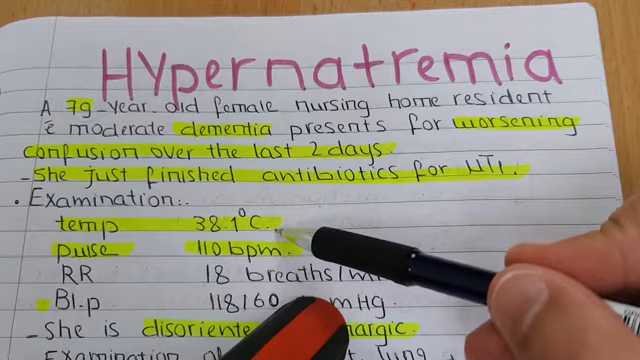 HYpernatremia
A 79-year old female nursing home resident
c̄ moderate dementia presents for worsening
confusion over the last 2 days.
- She just finished antibiotics for UTI.
• Examination:.
temp 38.1°C.
pulse 110 bpm.
RR 18 breaths/
Bl.p 118/60 mmHg.
- She is
Examination